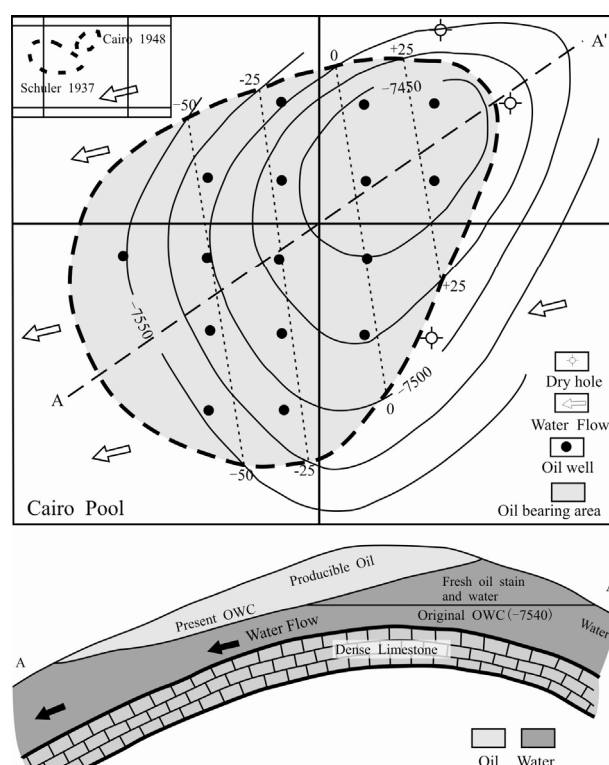 Cairo 1948
Schuler 1937
A'
0
+25
-25
−50
−7450
−7550
+25
A
−7500
0
−50
-25
Dry hole
Water Flow
Oil well
Oil bearing area
Cairo Pool
Producible Oil
Fresh oil stain
and water
Present OWC
Original OWC (−7540)
Water Flow
Water
A
Dense Limestone
Oil
Water